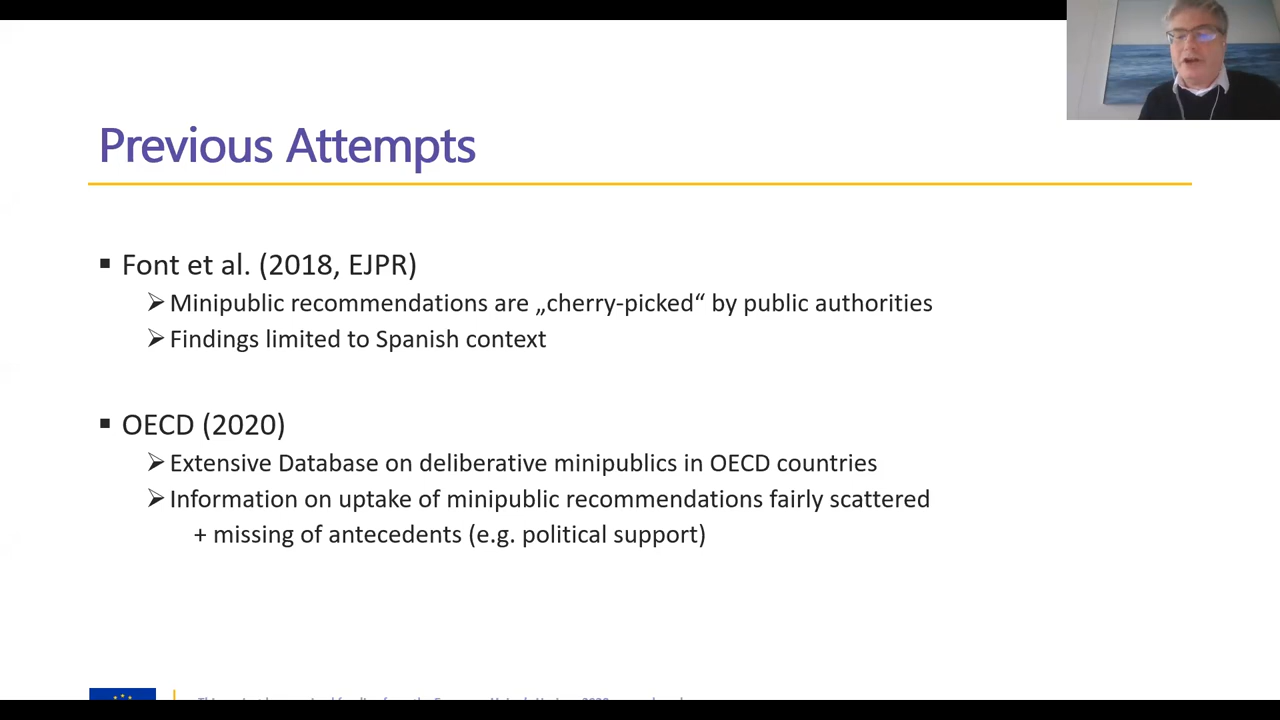 Previous Attempts
▪ Font et al. (2018, EJPR)
➢ Minipublic recommendations are „cherry-picked“ by public authorities
➢ Findings limited to Spanish context
▪ OECD (2020)
➢ Extensive Database on deliberative minipublics in OECD countries
➢ Information on uptake of minipublic recommendations fairly scattered
+ missing of antecedents (e.g. political support)